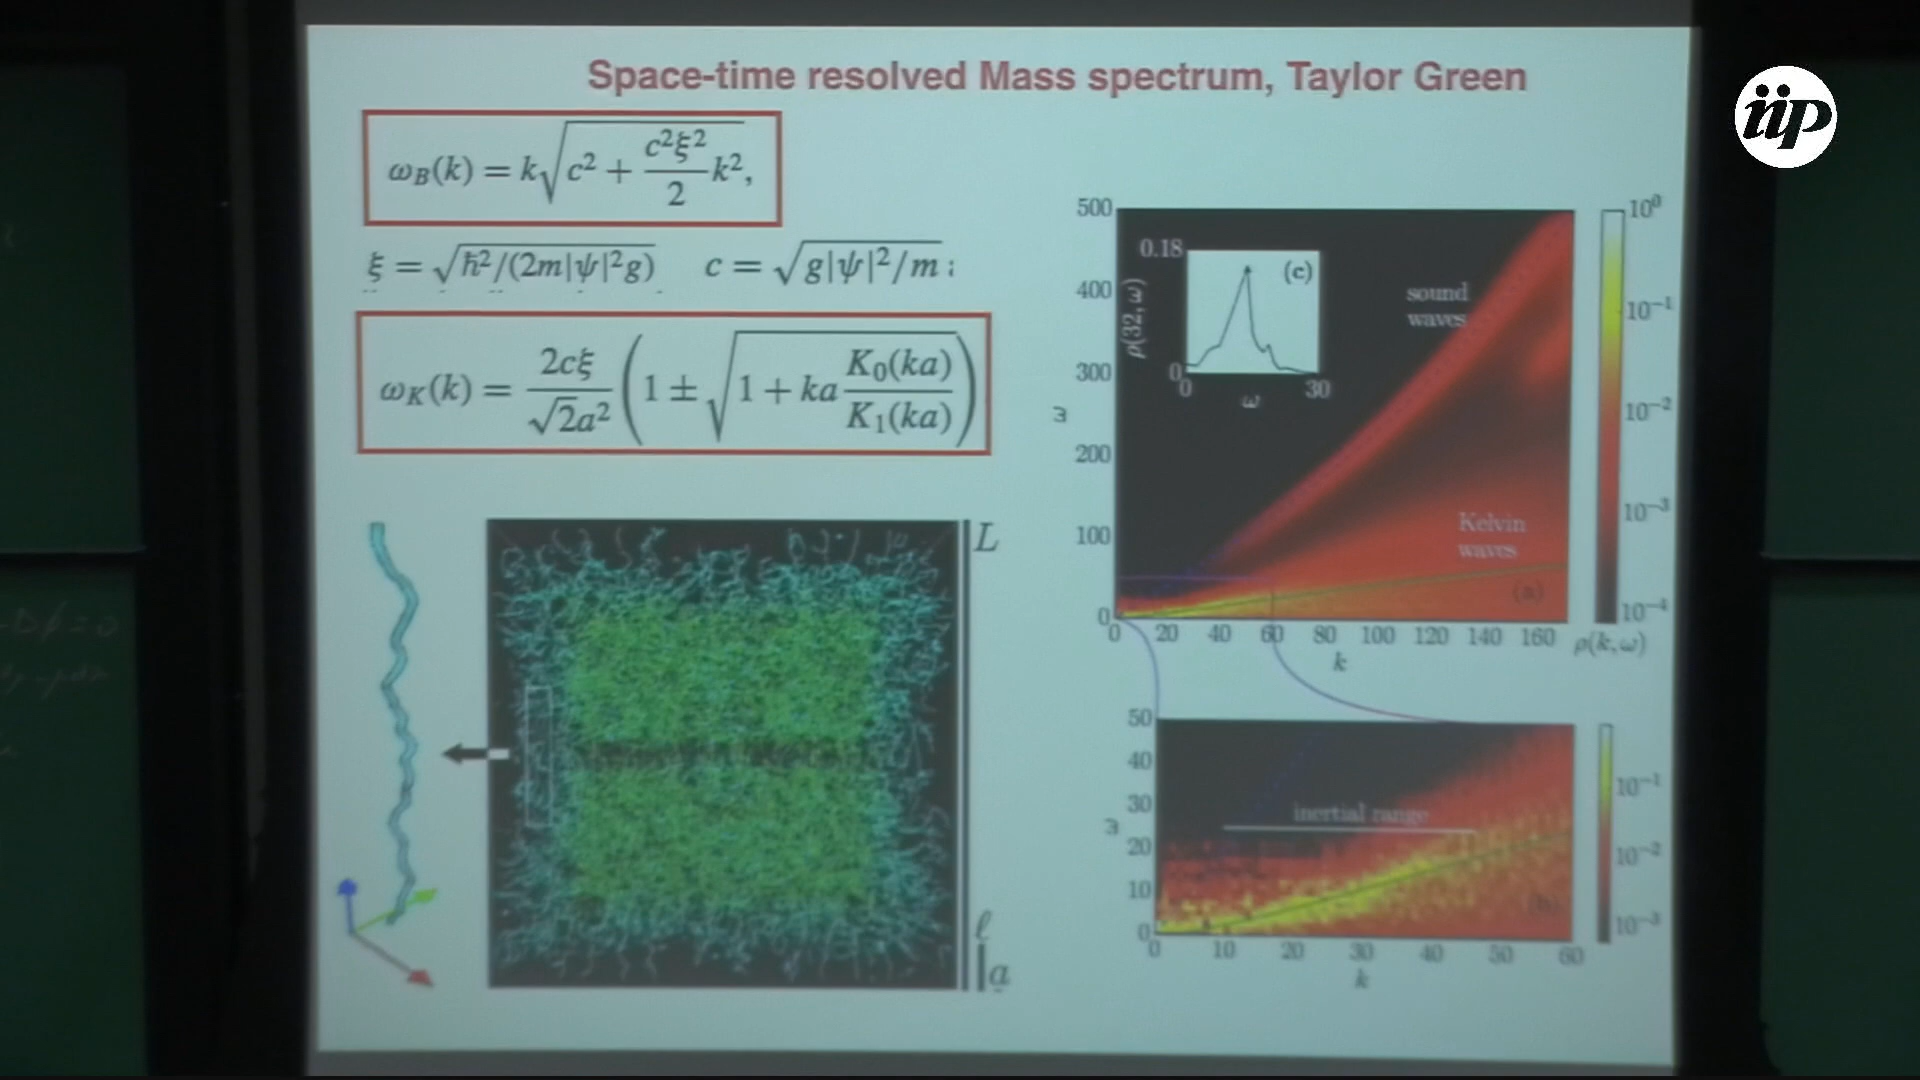 Space-time resolved Mass spectrum, Taylor Green
iip
ω_B(k) = k√(c² + (c²ξ²/2) k²),
ξ = √(ħ²/(2m|ψ|²g)) c = √(g|ψ|²/m) ;
ω_K(k) = (2cξ/(√2a²)) (1 ± √(1 + ka K₀(ka)/K₁(ka)))
L
ℓ
a
500
400
300
200
100
0
ω
0 20 40 60 80 100 120 140 160
k
ρ(k,ω)
0.18
0
ρ(32,ω)
(c)
0 30
ω
sound
waves
Kelvin
waves
(a)
10⁰
10⁻¹
10⁻²
10⁻³
10⁻⁴
50
40
30
20
10
0
ω
inertial range
(b)
0 10 20 30 40 50 60
k
10⁻¹
10⁻²
10⁻³